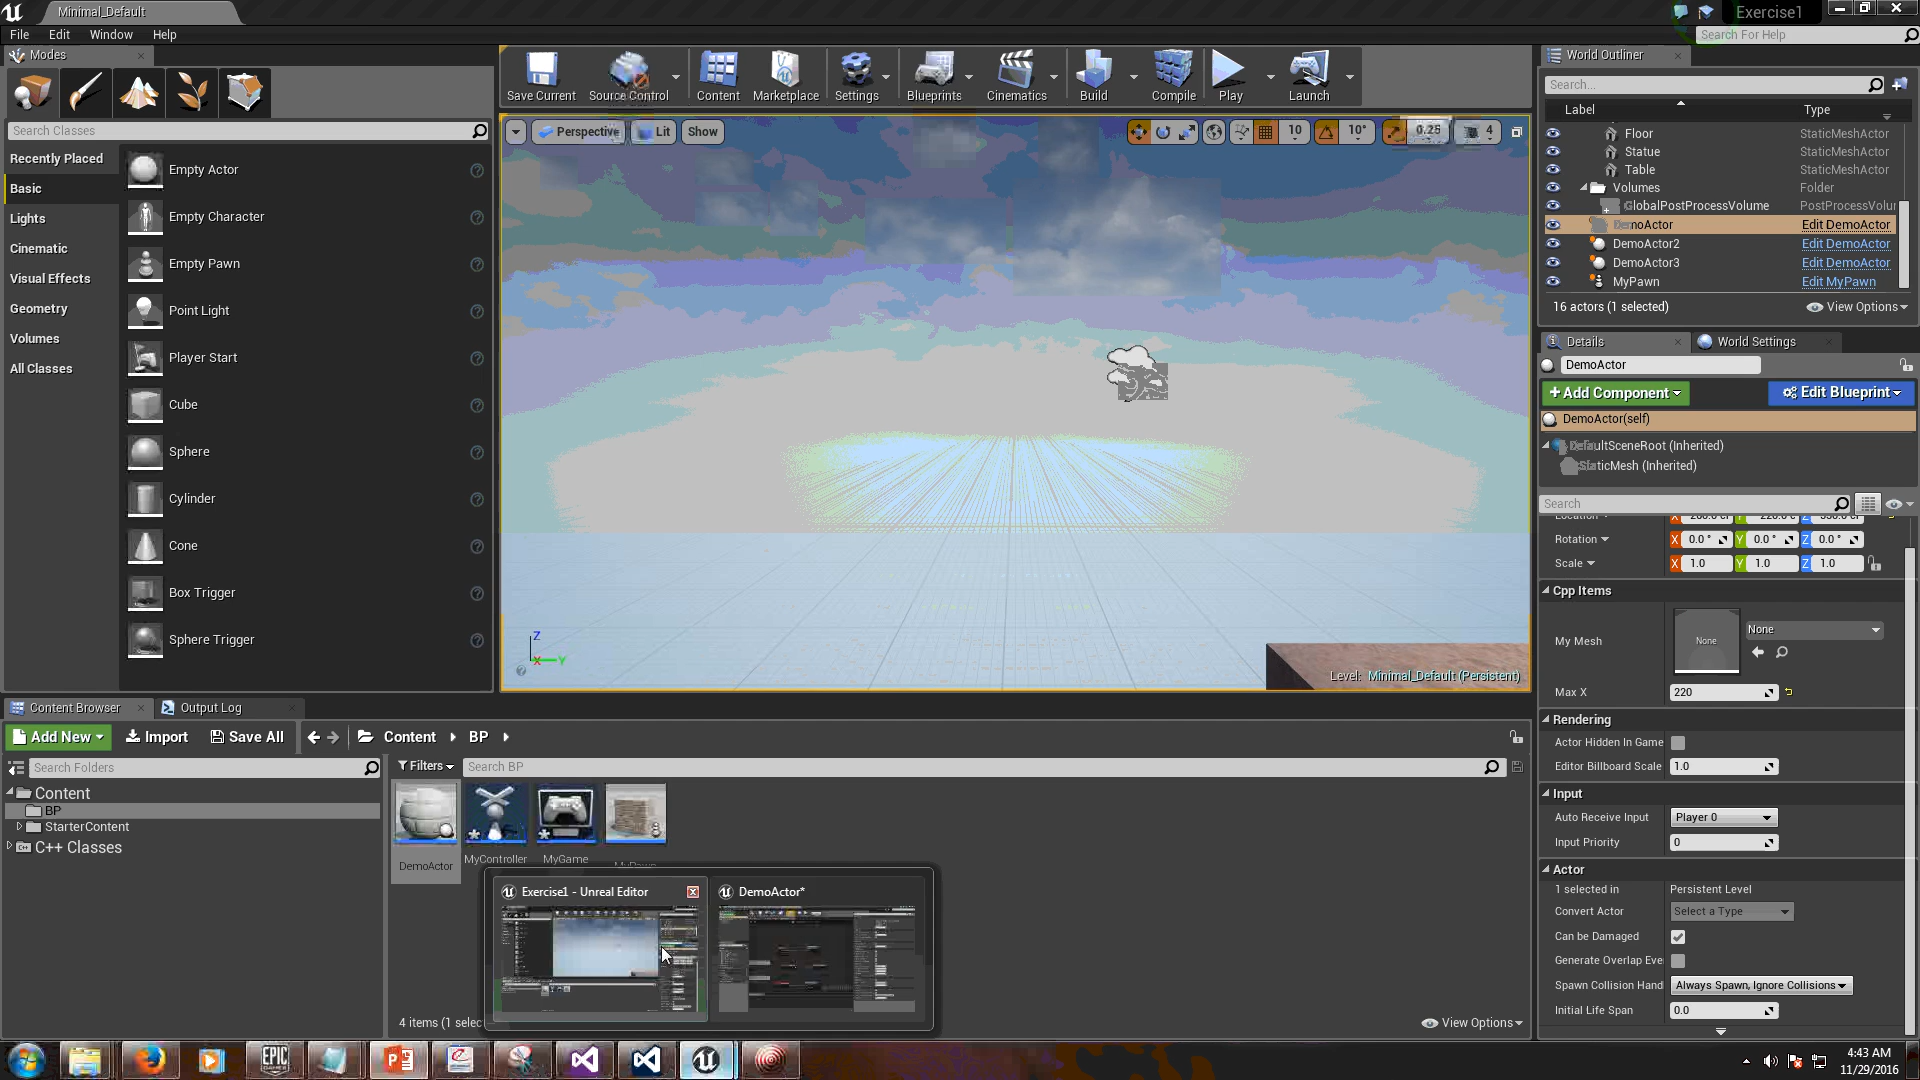 Minimal_Default
Exercise1
File Edit Window Help
Search For Help
Modes
Search Classes
Recently Placed
Basic
Lights
Cinematic
Visual Effects
Geometry
Volumes
All Classes
Empty Actor
Empty Character
Empty Pawn
Point Light
Player Start
Cube
Sphere
Cylinder
Cone
Box Trigger
Sphere Trigger
Save Current
Source Control
Content
Marketplace
Settings
Blueprints
Cinematics
Build
Compile
Play
Launch
Perspective
Lit
Show
10
10°
0.25
4
Z
X
Y
Level: Minimal_Default (Persistent)
World Outliner
Search...
Label Type
Floor StaticMeshActor
Statue StaticMeshActor
Table StaticMeshActor
Volumes Folder
GlobalPostProcessVolume PostProcessVolur
DemoActor Edit DemoActor
DemoActor2 Edit DemoActor
DemoActor3 Edit DemoActor
MyPawn Edit MyPawn
16 actors (1 selected)
View Options
Details
World Settings
DemoActor
+Add Component
Edit Blueprint
DemoActor(self)
DefaultSceneRoot (Inherited)
StaticMesh (Inherited)
Search
Rotation X 0.0 ° Y 0.0 ° Z 0.0 °
Scale X 1.0 Y 1.0 Z 1.0
Cpp Items
My Mesh
None
None
Max X 220
Rendering
Actor Hidden In Game
Editor Billboard Scale 1.0
Input
Auto Receive Input Player 0
Input Priority 0
Actor
1 selected in Persistent Level
Convert Actor Select a Type
Can be Damaged
Generate Overlap Eve
Spawn Collision Hand Always Spawn, Ignore Collisions
Initial Life Span 0.0
Content Browser
Output Log
Add New
Import
Save All
Content
BP
Search Folders
Filters
Search BP
Content
BP
StarterContent
C++ Classes
DemoActor
MyController
MyGame
Exercise1 - Unreal Editor
DemoActor*
4 items (1 selec
View Options
EPIC
GAMES
4:43 AM
11/29/2016